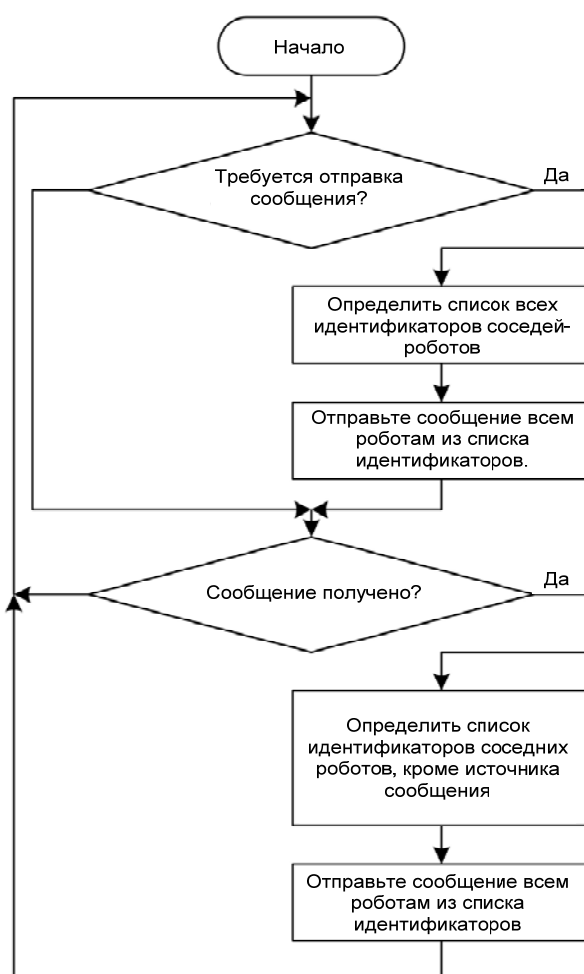 Начало
Требуется отправка
сообщения?
Да
Определить список всех
идентификаторов соседей-
роботов
Отправьте сообщение всем
роботам из списка
идентификаторов.
Сообщение получено?
Да
Определить список
идентификаторов соседних
роботов, кроме источника
сообщения
Отправьте сообщение всем
роботам из списка
идентификаторов